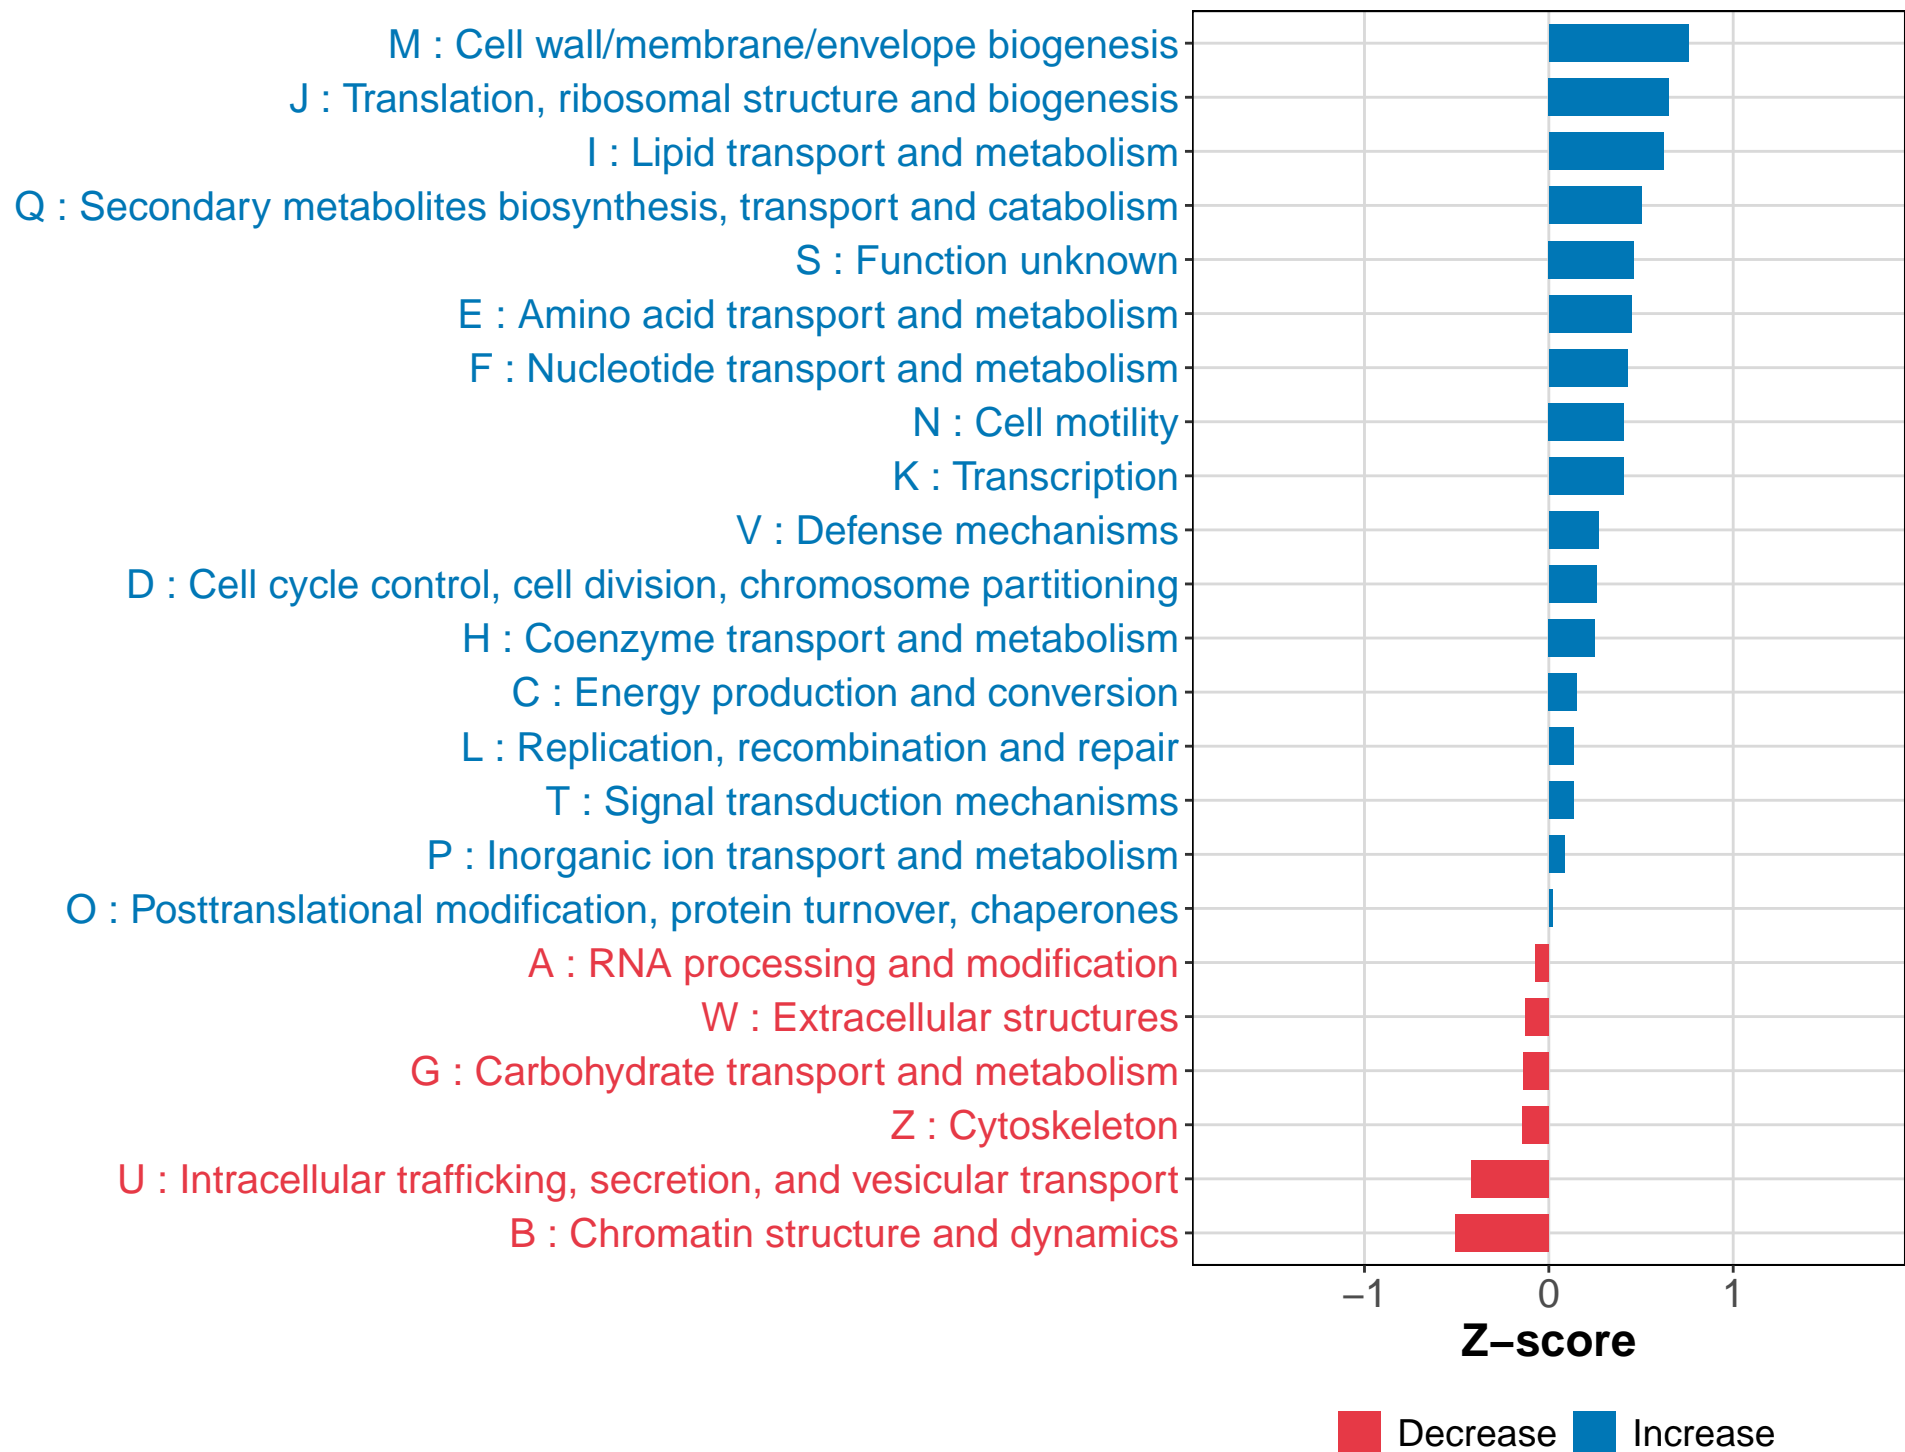 M : Cell wall/membrane/envelope biogenesis
J : Translation, ribosomal structure and biogenesis
I : Lipid transport and metabolism
Q : Secondary metabolites biosynthesis, transport and catabolism
S : Function unknown
E : Amino acid transport and metabolism
F : Nucleotide transport and metabolism
N : Cell motility
K : Transcription
V : Defense mechanisms
D : Cell cycle control, cell division, chromosome partitioning
H : Coenzyme transport and metabolism
C : Energy production and conversion
L : Replication, recombination and repair
T : Signal transduction mechanisms
P : Inorganic ion transport and metabolism
O : Posttranslational modification, protein turnover, chaperones
A : RNA processing and modification
W : Extracellular structures
G : Carbohydrate transport and metabolism
Z : Cytoskeleton
U : Intracellular trafficking, secretion, and vesicular transport
B : Chromatin structure and dynamics
−1 0 1
Z−score
Decrease Increase